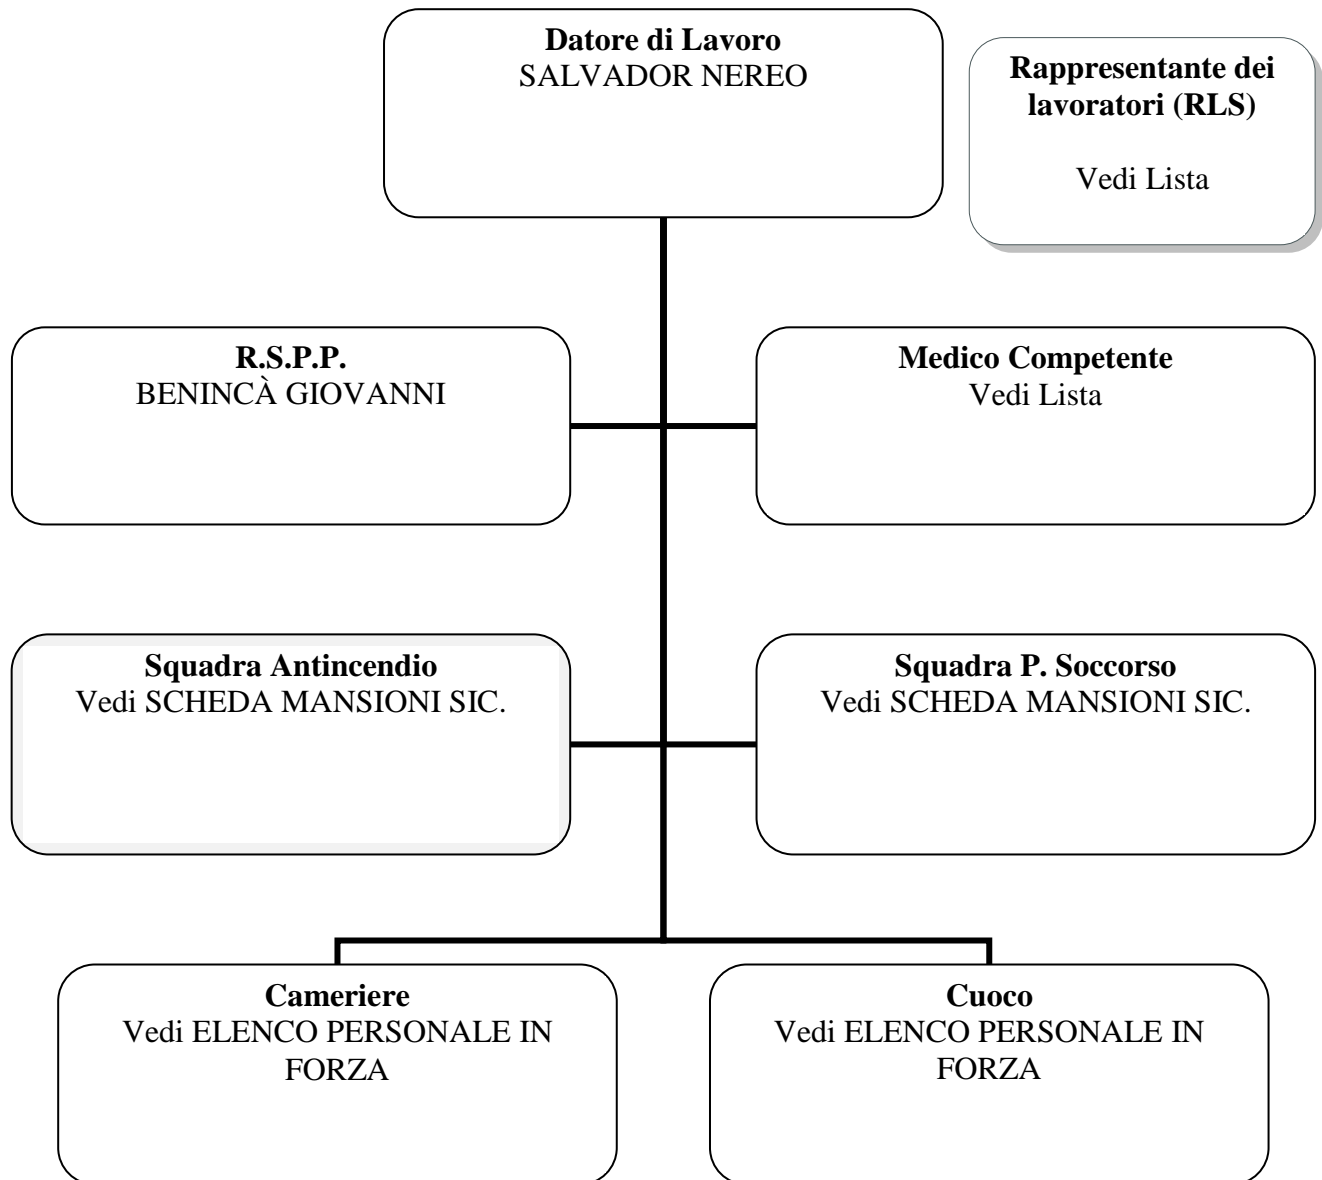 Datore di Lavoro
SALVADOR NEREO
Rappresentante dei
lavoratori (RLS)
Vedi Lista
R.S.P.P.
BENINCÀ GIOVANNI
Medico Competente
Vedi Lista
Squadra Antincendio
Vedi SCHEDA MANSIONI SIC.
Squadra P. Soccorso
Vedi SCHEDA MANSIONI SIC.
Cameriere
Vedi ELENCO PERSONALE IN
FORZA
Cuoco
Vedi ELENCO PERSONALE IN
FORZA